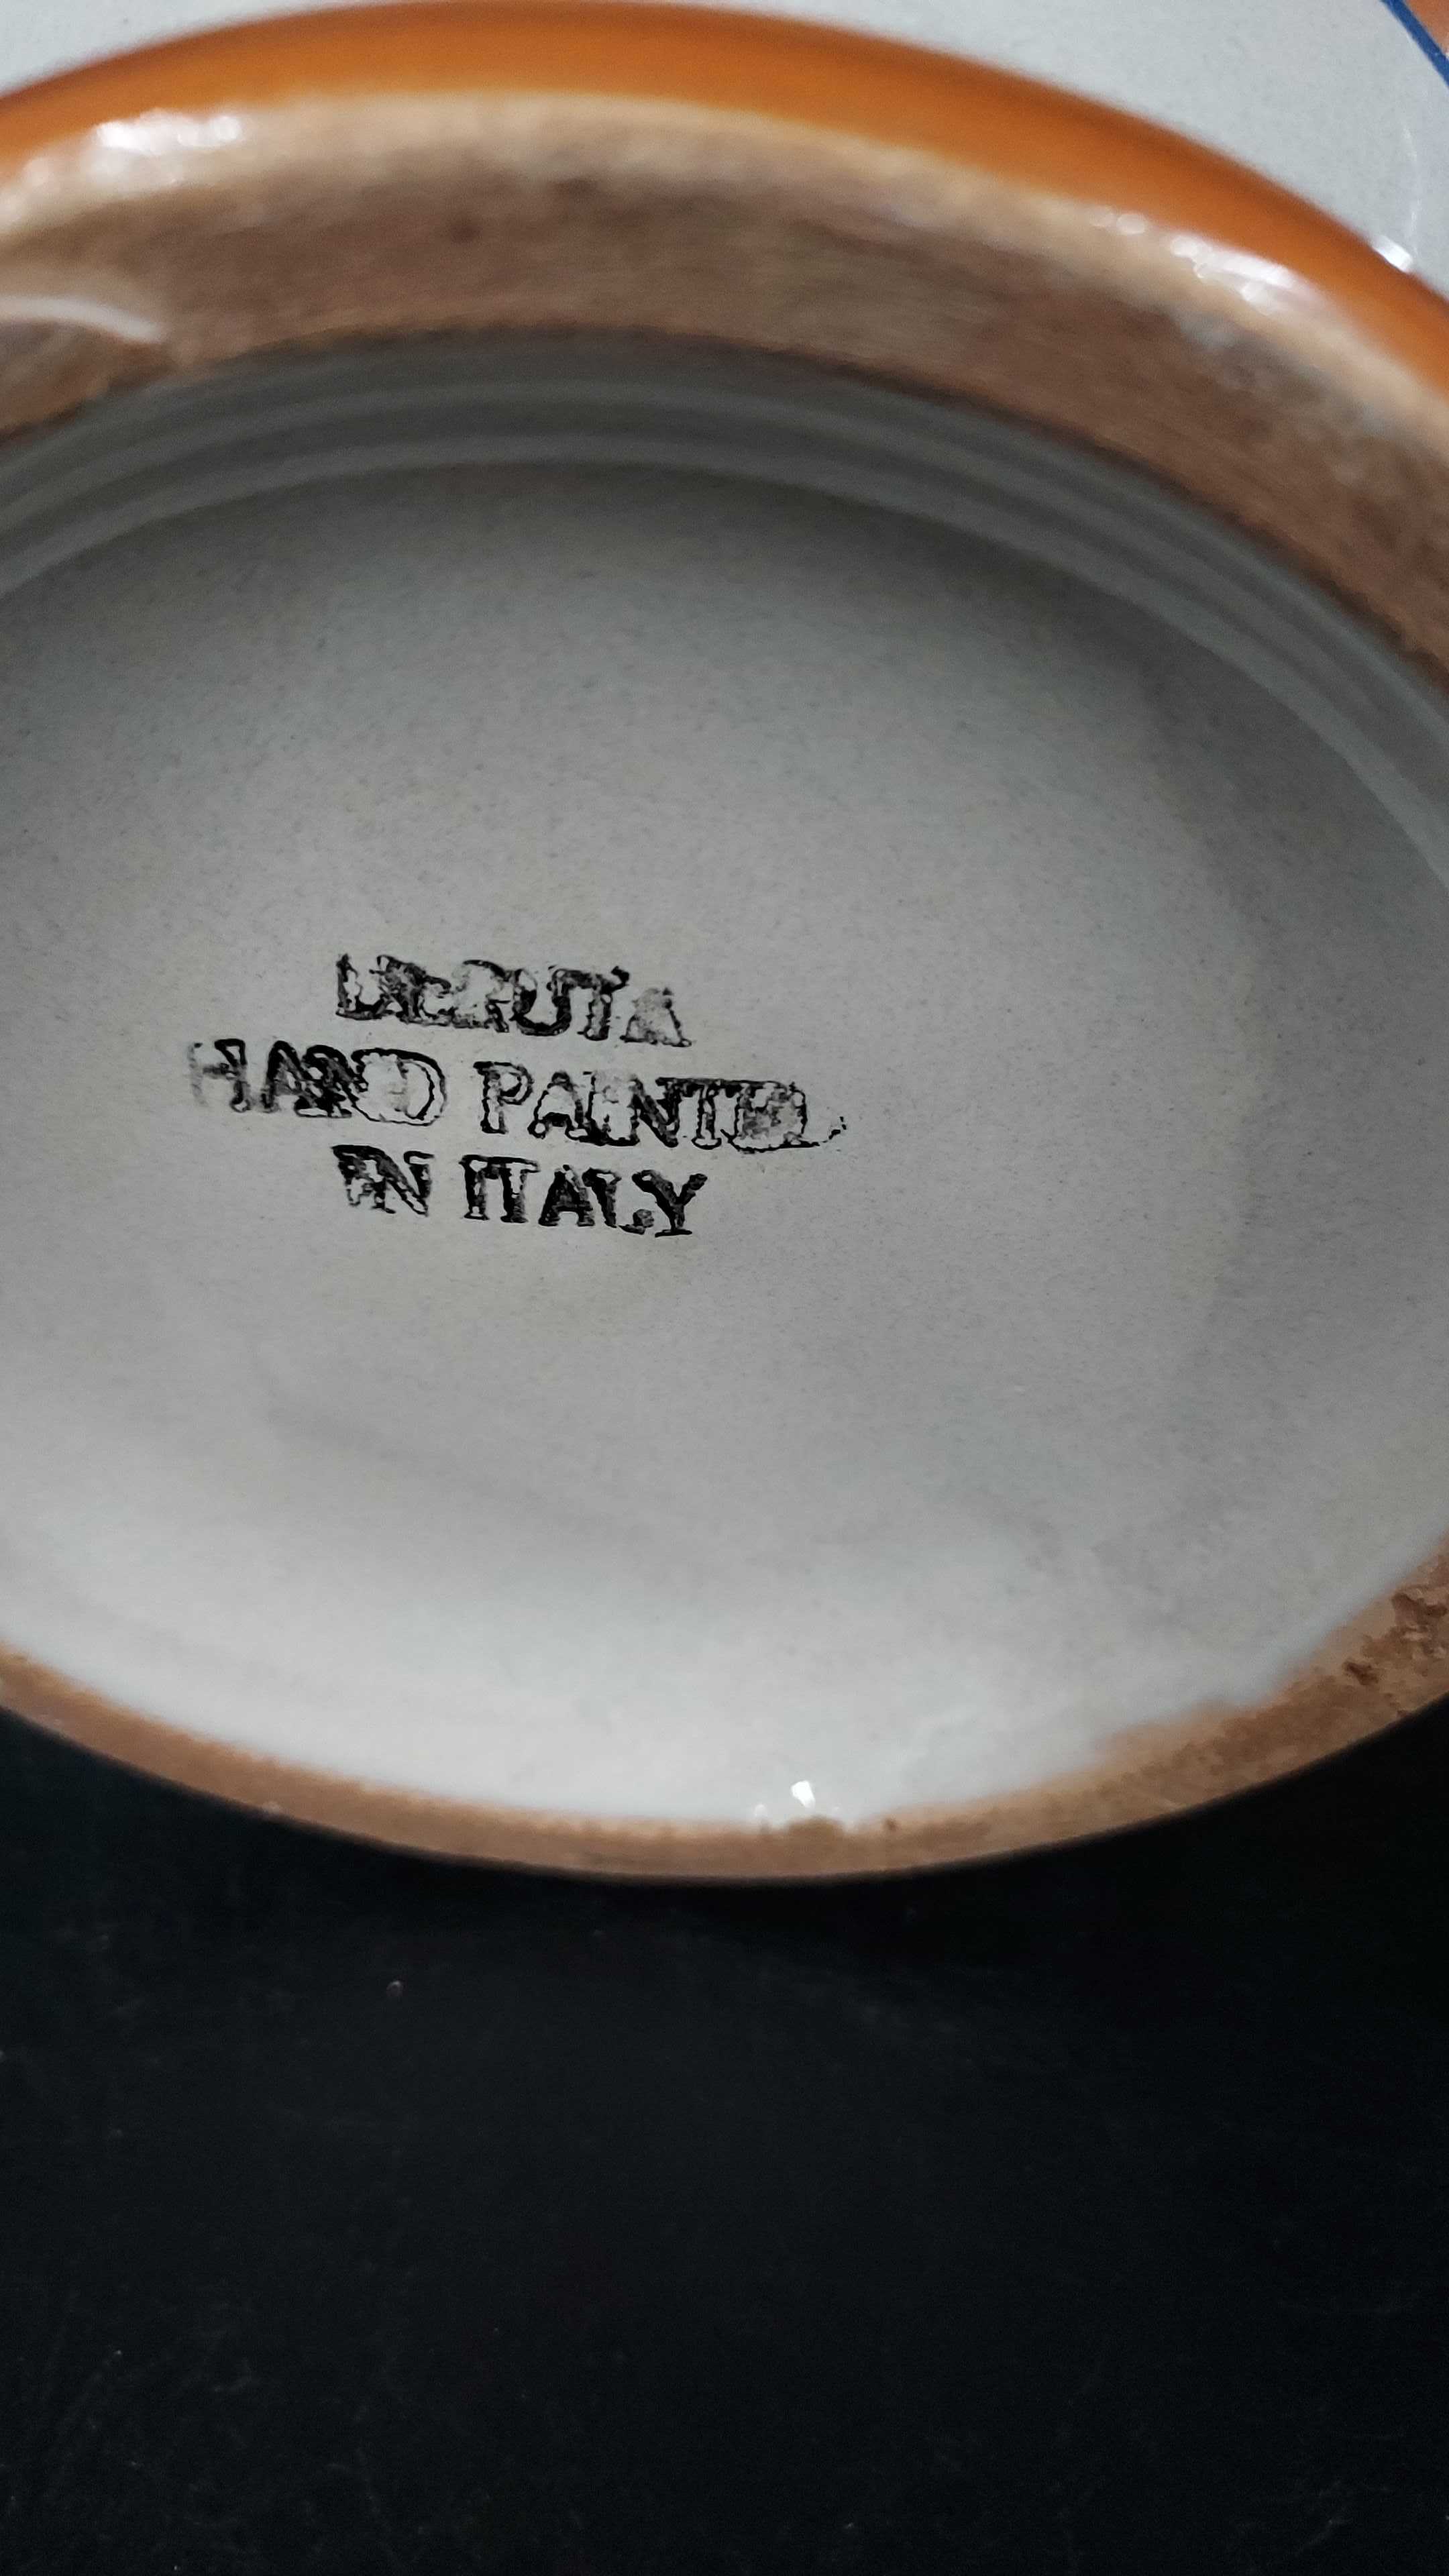 DERUTA
HAND PAINTED
IN ITALY